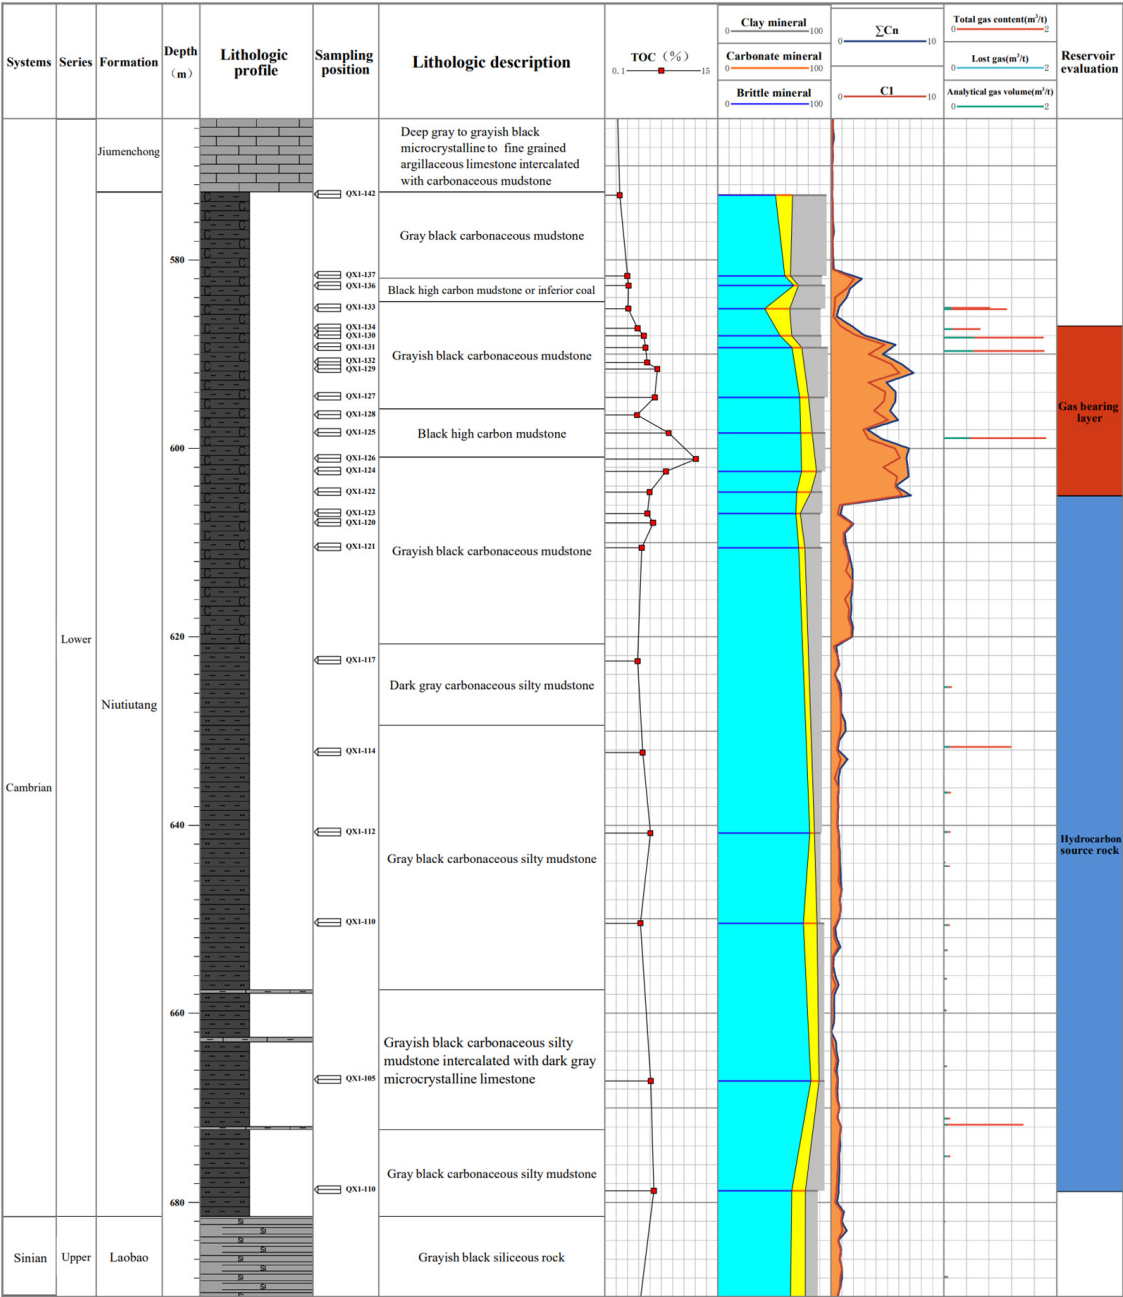 Systems
Series
Formation
Depth
(m)
Lithologic
profile
Sampling
position
Lithologic description
TOC (%)
0.1 15
Clay mineral
0 100
Carbonate mineral
0 100
Brittle mineral
0 100
∑Cn
0 10
C1
0 10
Total gas content(m³/t)
0 2
Lost gas(m³/t)
0 2
Analytical gas volume(m³/t)
0 2
Reservoir
evaluation
Cambrian
Sinian
Lower
Upper
Jiumenchong
Niutiutang
Laobao
580
600
620
640
660
680
QX1-142
QX1-137
QX1-136
QX1-133
QX1-134
QX1-130
QX1-131
QX1-132
QX1-129
QX1-127
QX1-128
QX1-125
QX1-126
QX1-124
QX1-122
QX1-123
QX1-120
QX1-121
QX1-117
QX1-114
QX1-112
QX1-110
QX1-105
QX1-110
Deep gray to grayish black
microcrystalline to fine grained
argillaceous limestone intercalated
with carbonaceous mudstone
Gray black carbonaceous mudstone
Black high carbon mudstone or inferior coal
Grayish black carbonaceous mudstone
Black high carbon mudstone
Grayish black carbonaceous mudstone
Dark gray carbonaceous silty mudstone
Gray black carbonaceous silty mudstone
Grayish black carbonaceous silty
mudstone intercalated with dark gray
microcrystalline limestone
Gray black carbonaceous silty mudstone
Grayish black siliceous rock
Gas bearing
layer
Hydrocarbon
source rock